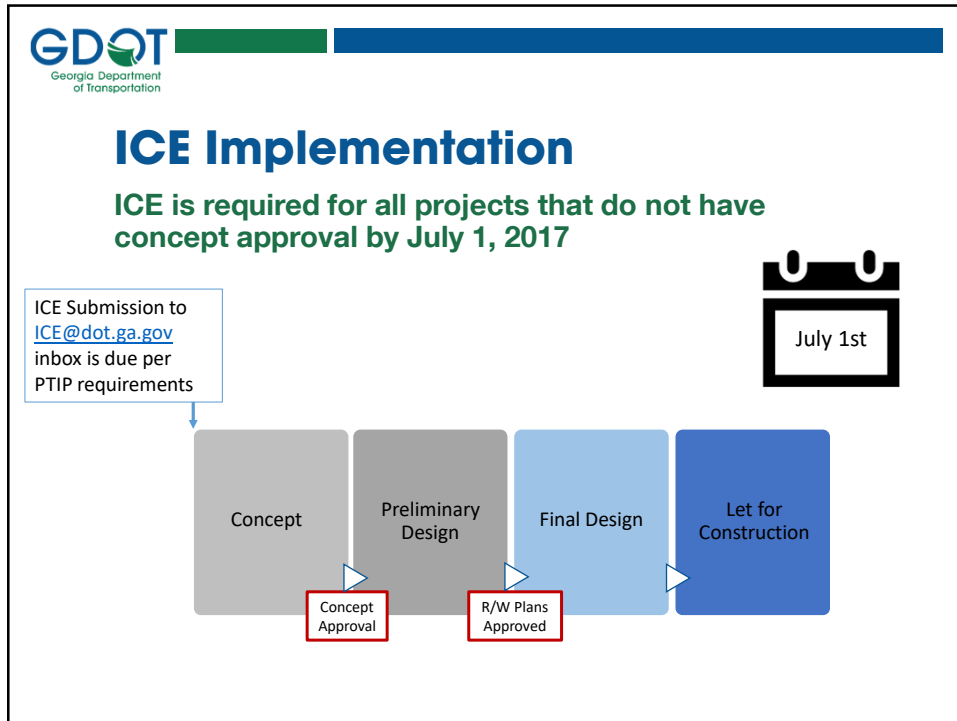 GDOT
Georgia Department
of Transportation
ICE Implementation
ICE is required for all projects that do not have
concept approval by July 1, 2017
ICE Submission to
ICE@dot.ga.gov
inbox is due per
PTIP requirements
July 1st
Concept
Preliminary
Design
Final Design
Let for
Construction
Concept
Approval
R/W Plans
Approved